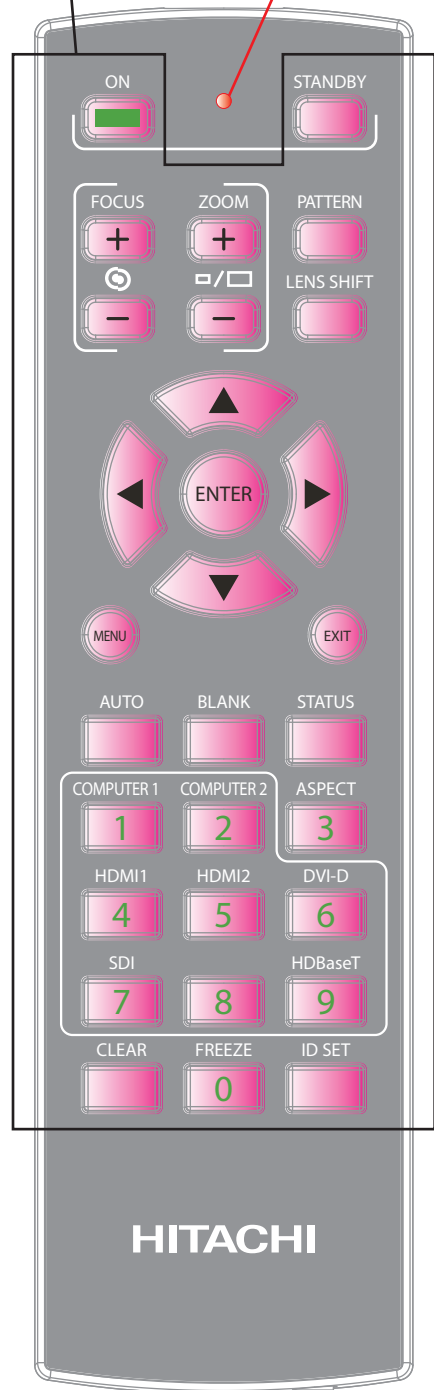 ON STANDBY
FOCUS ZOOM PATTERN
+ +
/ LENS SHIFT
− −
ENTER
MENU EXIT
AUTO BLANK STATUS
COMPUTER 1 COMPUTER 2 ASPECT
1 2 3
HDMI1 HDMI2 DVI-D
4 5 6
SDI HDBaseT
7 8 9
CLEAR FREEZE ID SET
0
HITACHI